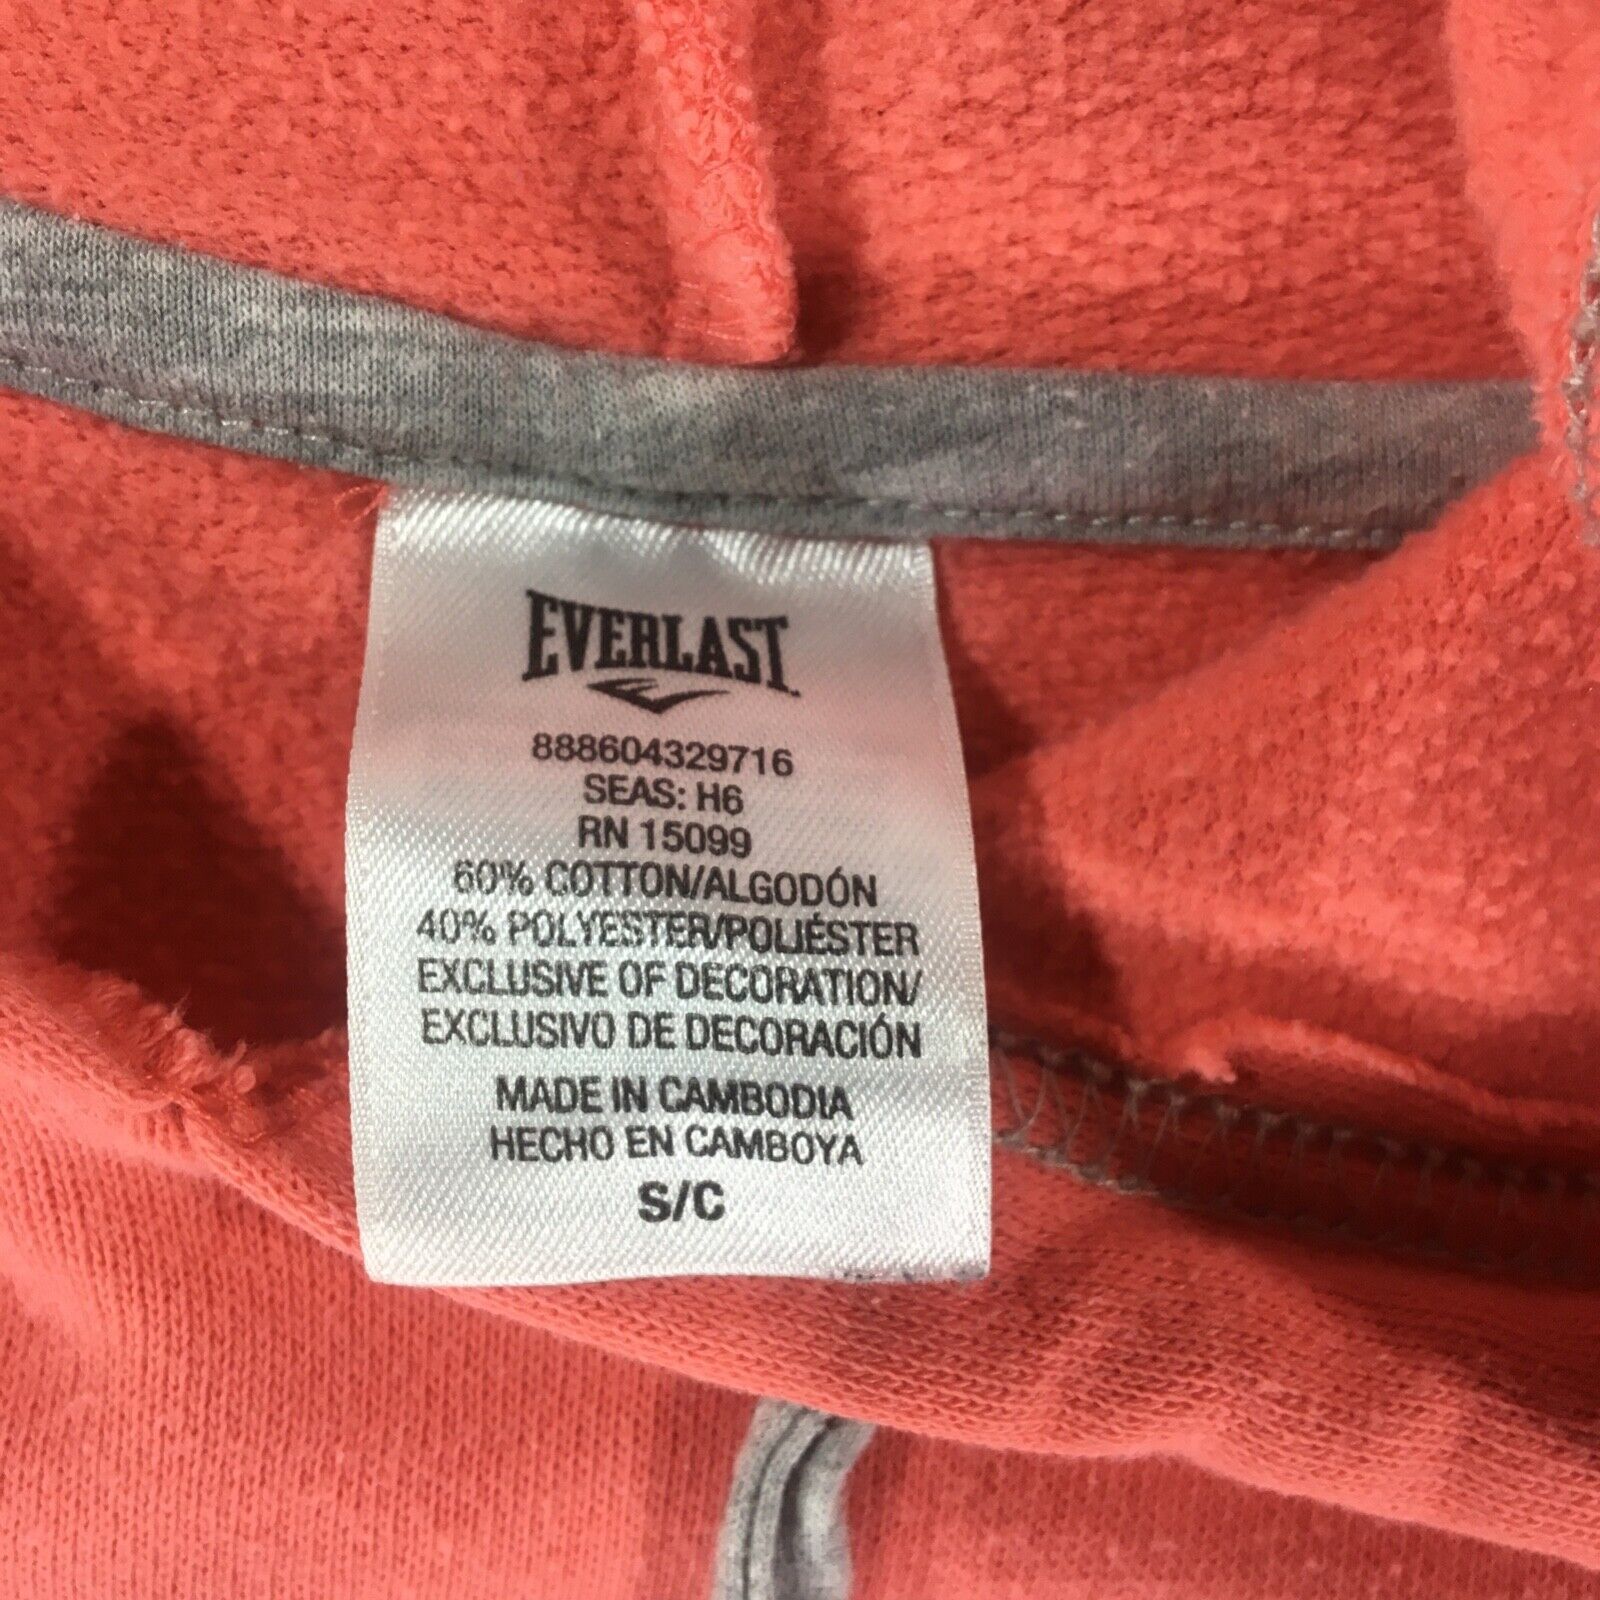 EVERLAST
888604329716
SEAS: H6
RN 15099
60% COTTON/ALGODÓN
40% POLYESTER/POLIÉSTER
EXCLUSIVE OF DECORATION/
EXCLUSIVO DE DECORACIÓN
MADE IN CAMBODIA
HECHO EN CAMBOYA
S/C